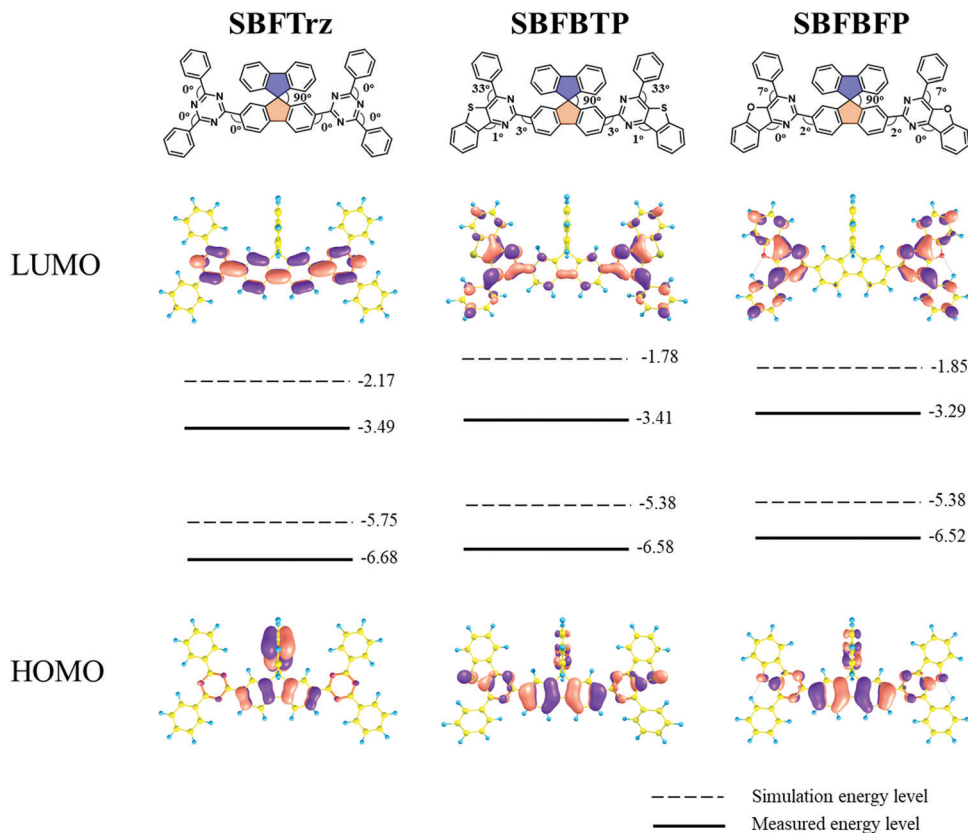 SBFTrz SBFBTP SBFBFP
0° 90° 0° 33° 90° 33° 7° 90° 7°
N N N N N N N N N N
0° N N 0° S N N S O N N O
0° 0° 3° 3° 2° 2°
1° 1° 0° 0°
LUMO
-2.17 -1.78 -1.85
-3.49 -3.41 -3.29
-5.75 -5.38 -5.38
-6.68 -6.58 -6.52
HOMO
Simulation energy level
Measured energy level